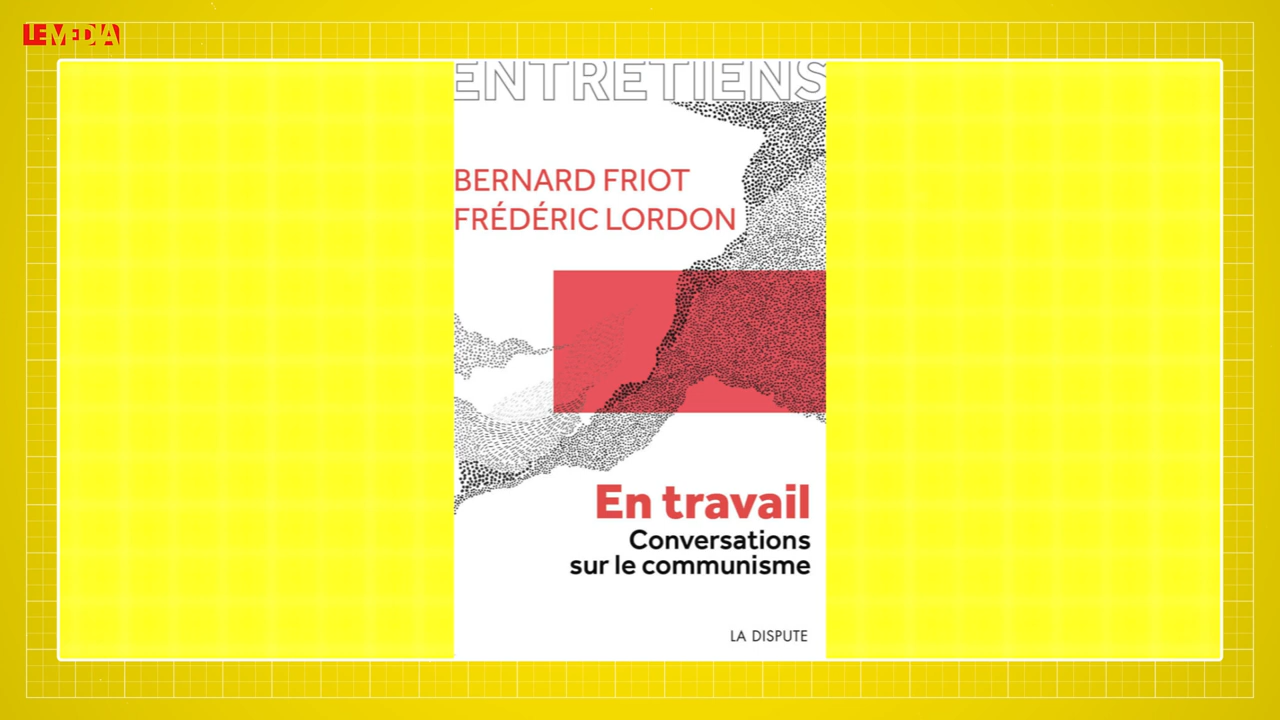 LE MEDIA
ENTRETIENS
BERNARD FRIOT
FRÉDÉRIC LORDON
En travail
Conversations
sur le communisme
LA DISPUTE